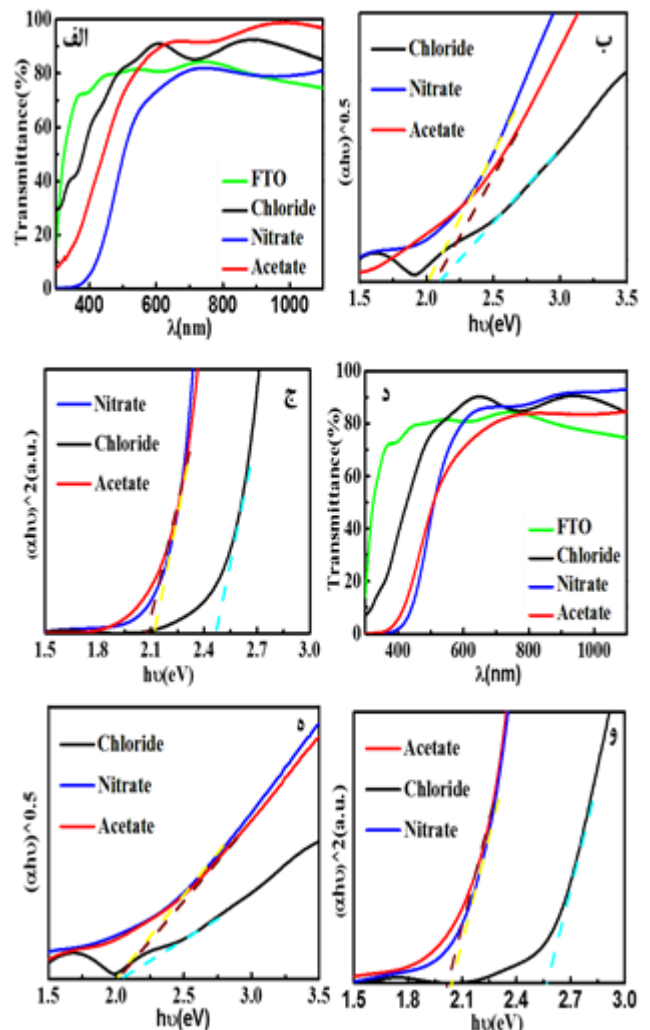 الف
Transmittance(%)
100
80
60
40
20
0
FTO
Chloride
Nitrate
Acetate
400 600 800 1000
λ(nm)
ب
(αhυ)^0.5
Chloride
Nitrate
Acetate
1.5 2.0 2.5 3.0 3.5
hυ(eV)
ج
(αhυ)^2(a.u.)
Nitrate
Chloride
Acetate
1.5 1.8 2.1 2.4 2.7 3.0
hυ(eV)
د
Transmittance(%)
100
80
60
40
20
0
FTO
Chloride
Nitrate
Acetate
400 600 800 1000
λ(nm)
ه
(αhυ)^0.5
Chloride
Nitrate
Acetate
1.5 2.0 2.5 3.0 3.5
hυ(eV)
و
(αhυ)^2(a.u.)
Acetate
Chloride
Nitrate
1.5 1.8 2.1 2.4 2.7 3.0
hυ(eV)